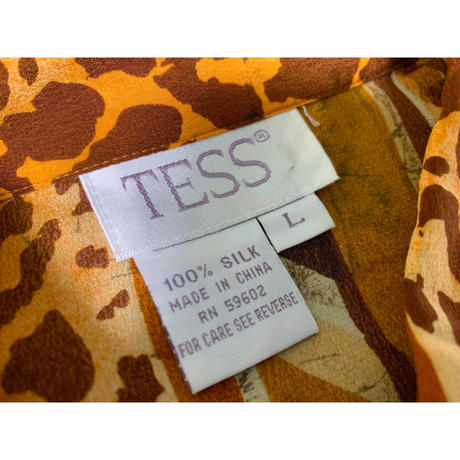 TESS®
L
100% SILK
MADE IN CHINA
RN 59602
FOR CARE SEE REVERSE